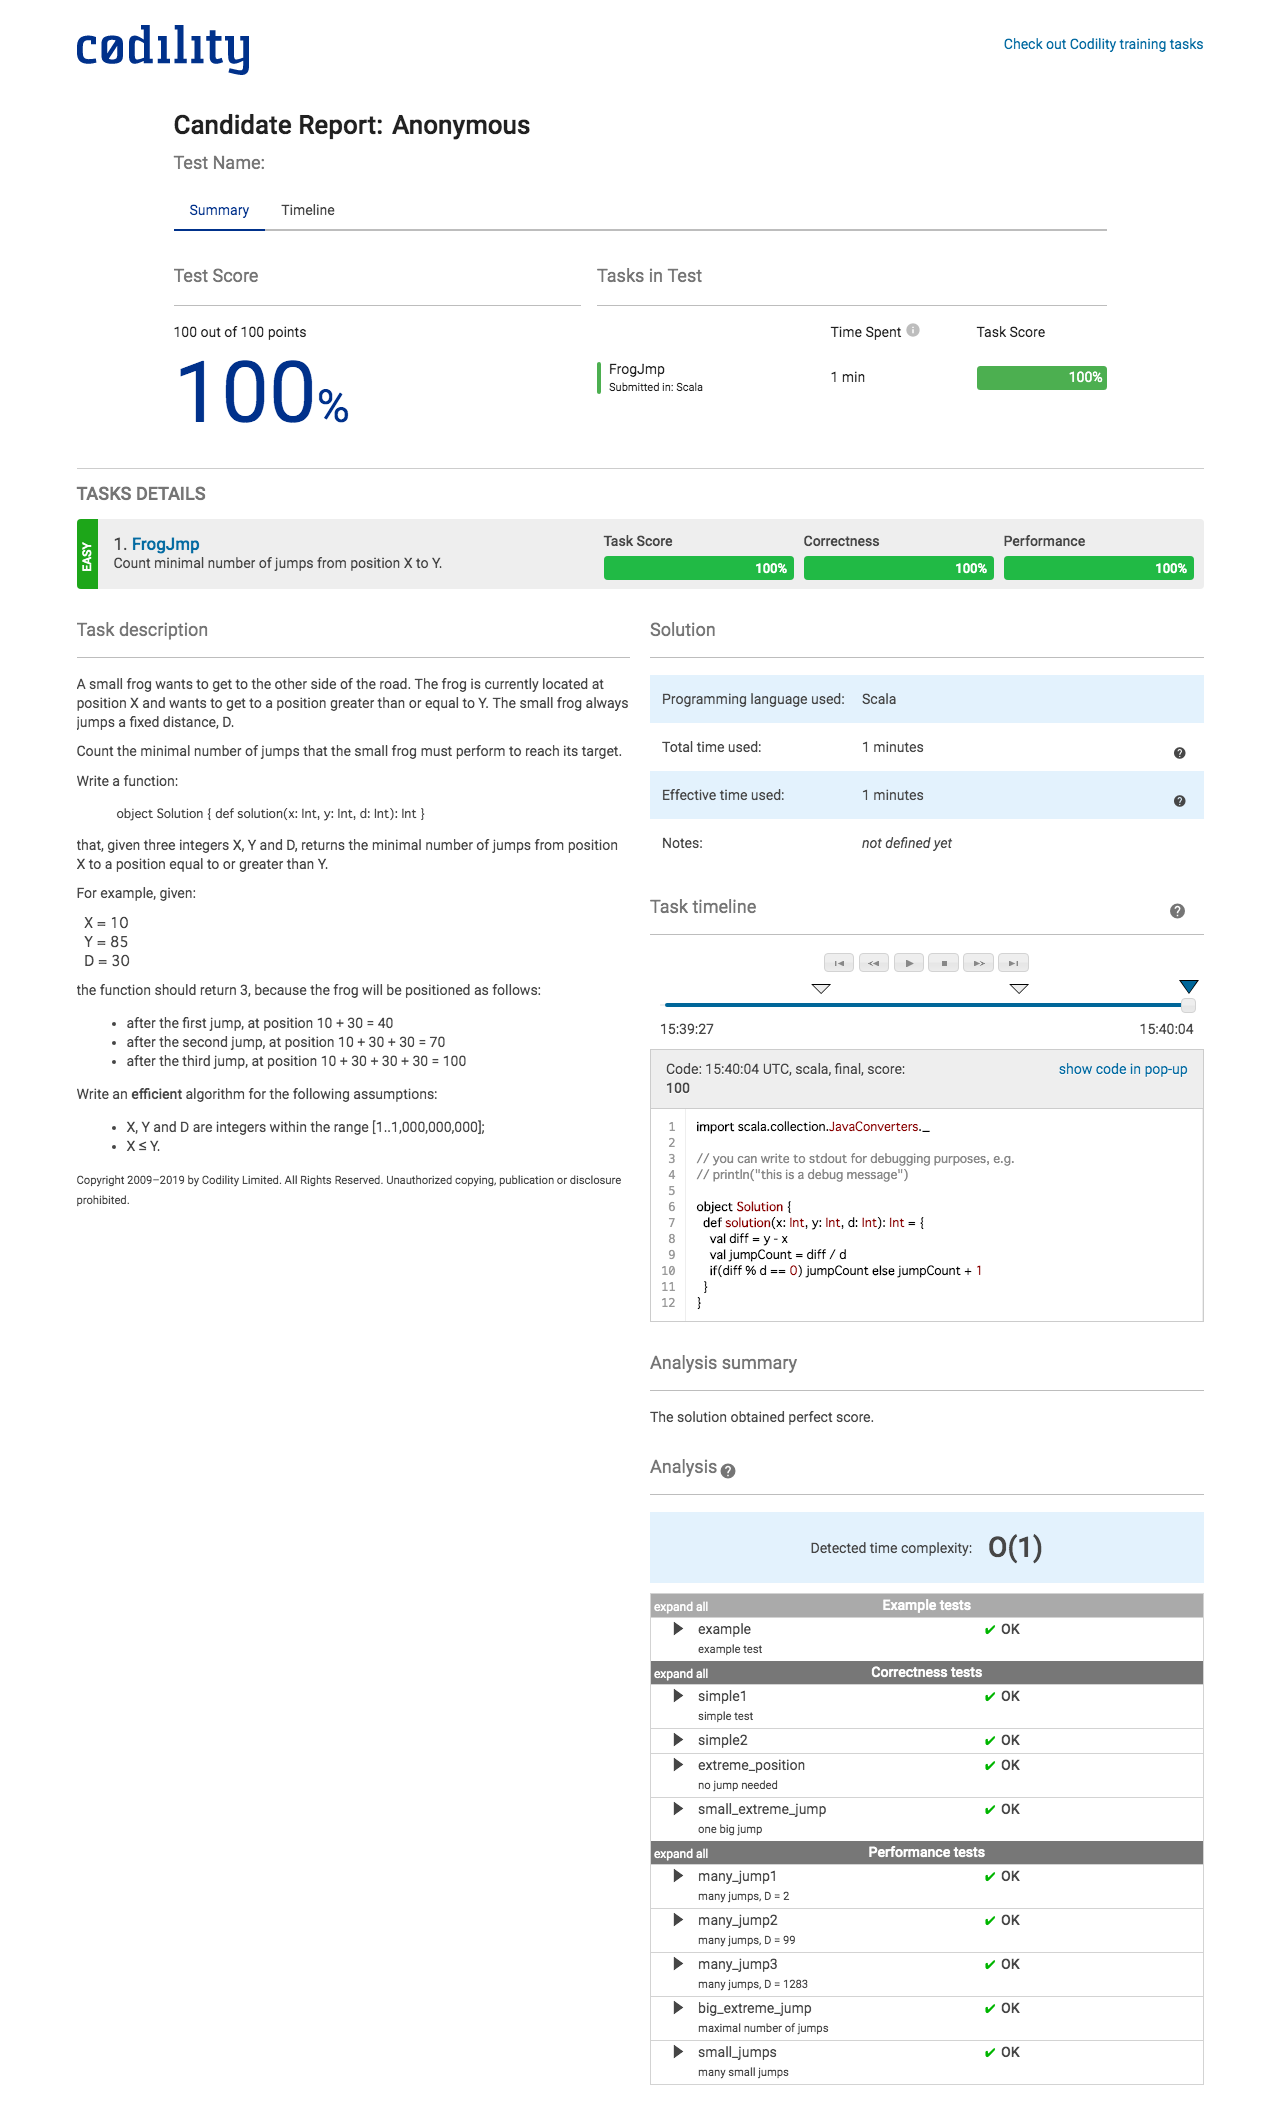 cødility
Check out Codility training tasks
Candidate Report: Anonymous
Test Name:
Summary Timeline
Test Score
Tasks in Test
100 out of 100 points
100%
Time Spent Task Score
FrogJmp
Submitted in: Scala
1 min
100%
TASKS DETAILS
EASY
1. FrogJmp
Count minimal number of jumps from position X to Y.
Task Score
100%
Correctness
100%
Performance
100%
Task description
A small frog wants to get to the other side of the road. The frog is currently located at
position X and wants to get to a position greater than or equal to Y. The small frog always
jumps a fixed distance, D.
Count the minimal number of jumps that the small frog must perform to reach its target.
Write a function:
object Solution { def solution(x: Int, y: Int, d: Int): Int }
that, given three integers X, Y and D, returns the minimal number of jumps from position
X to a position equal to or greater than Y.
For example, given:
X = 10
Y = 85
D = 30
the function should return 3, because the frog will be positioned as follows:
• after the first jump, at position 10 + 30 = 40
• after the second jump, at position 10 + 30 + 30 = 70
• after the third jump, at position 10 + 30 + 30 + 30 = 100
Write an efficient algorithm for the following assumptions:
• X, Y and D are integers within the range [1..1,000,000,000];
• X ≤ Y.
Copyright 2009–2019 by Codility Limited. All Rights Reserved. Unauthorized copying, publication or disclosure
prohibited.
Solution
Programming language used: Scala
Total time used: 1 minutes
Effective time used: 1 minutes
Notes: not defined yet
Task timeline
15:39:27 15:40:04
Code: 15:40:04 UTC, scala, final, score:
100
show code in pop-up
1 import scala.collection.JavaConverters._
2
3 // you can write to stdout for debugging purposes, e.g.
4 // println("this is a debug message")
5
6 object Solution {
7 def solution(x: Int, y: Int, d: Int): Int = {
8 val diff = y - x
9 val jumpCount = diff / d
10 if(diff % d == 0) jumpCount else jumpCount + 1
11 }
12 }
Analysis summary
The solution obtained perfect score.
Analysis
Detected time complexity: O(1)
expand all Example tests
example ✔ OK
example test
expand all Correctness tests
simple1 ✔ OK
simple test
simple2 ✔ OK
extreme_position ✔ OK
no jump needed
small_extreme_jump ✔ OK
one big jump
expand all Performance tests
many_jump1 ✔ OK
many jumps, D = 2
many_jump2 ✔ OK
many jumps, D = 99
many_jump3 ✔ OK
many jumps, D = 1283
big_extreme_jump ✔ OK
maximal number of jumps
small_jumps ✔ OK
many small jumps